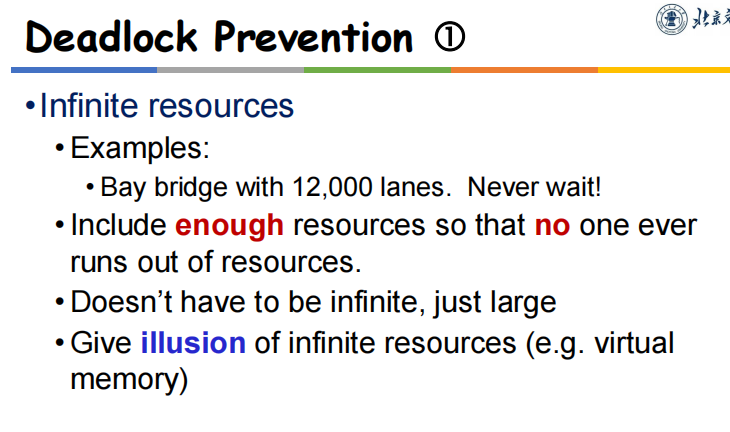 Deadlock Prevention ①
北京
•Infinite resources
• Examples:
• Bay bridge with 12,000 lanes. Never wait!
• Include enough resources so that no one ever
runs out of resources.
• Doesn't have to be infinite, just large
• Give illusion of infinite resources (e.g. virtual
memory)